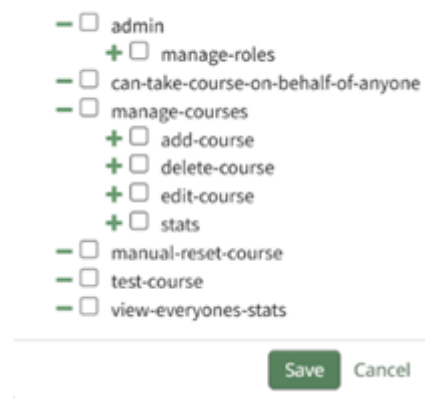 admin
manage-roles
can-take-course-on-behalf-of-anyone
manage-courses
add-course
delete-course
edit-course
stats
manual-reset-course
test-course
view-everyones-stats
Save Cancel